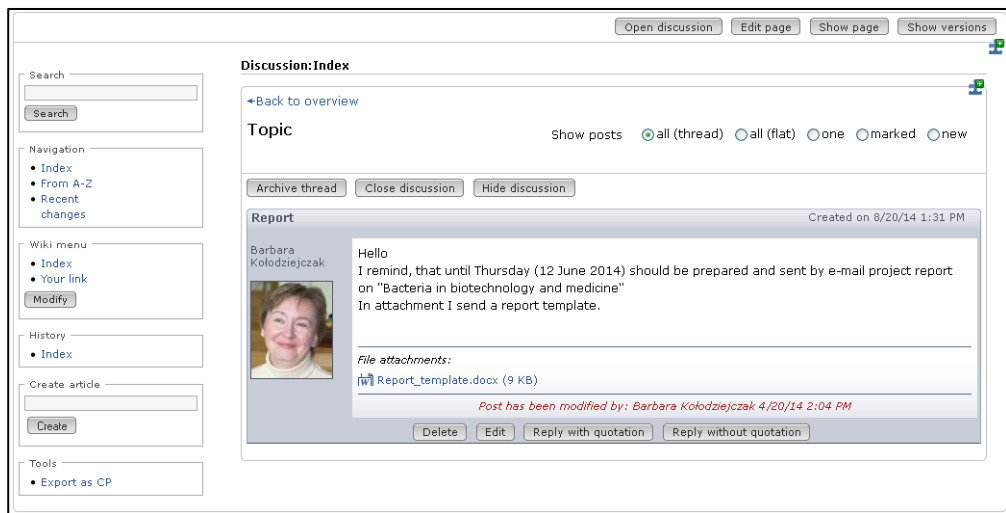 Open discussion Edit page Show page Show versions
Search
Search
Navigation
Index
From A-Z
Recent
changes
Wiki menu
Index
Your link
Modify
History
Index
Create article
Create
Tools
Export as CP
Discussion:Index
Back to overview
Topic
Show posts all (thread) all (flat) one marked new
Archive thread Close discussion Hide discussion
Report Created on 8/20/14 1:31 PM
Barbara
Kołodziejczak
Hello
I remind, that until Thursday (12 June 2014) should be prepared and sent by e-mail project report
on "Bacteria in biotechnology and medicine"
In attachment I send a report template.
File attachments:
Report_template.docx (9 KB)
Post has been modified by: Barbara Kołodziejczak 4/20/14 2:04 PM
Delete Edit Reply with quotation Reply without quotation